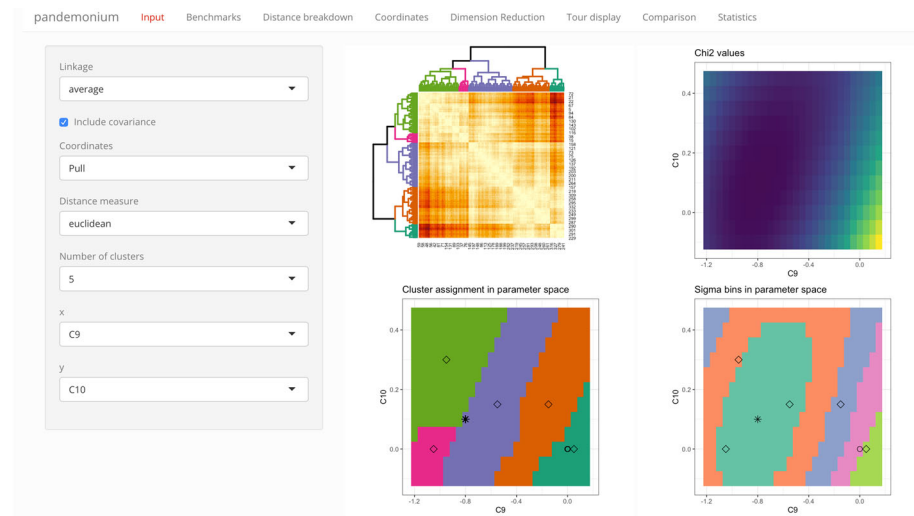 pandemonium Input Benchmarks Distance breakdown Coordinates Dimension Reduction Tour display Comparison Statistics
Linkage
average
Include covariance
Coordinates
Pull
Distance measure
euclidean
Number of clusters
5
x
C9
y
C10
Chi2 values
C10
0.4
0.2
0.0
-1.2 -0.8 -0.4 0.0
C9
Cluster assignment in parameter space
C10
0.4
0.2
0.0
-1.2 -0.8 -0.4 0.0
C9
Sigma bins in parameter space
C10
0.4
0.2
0.0
-1.2 -0.8 -0.4 0.0
C9